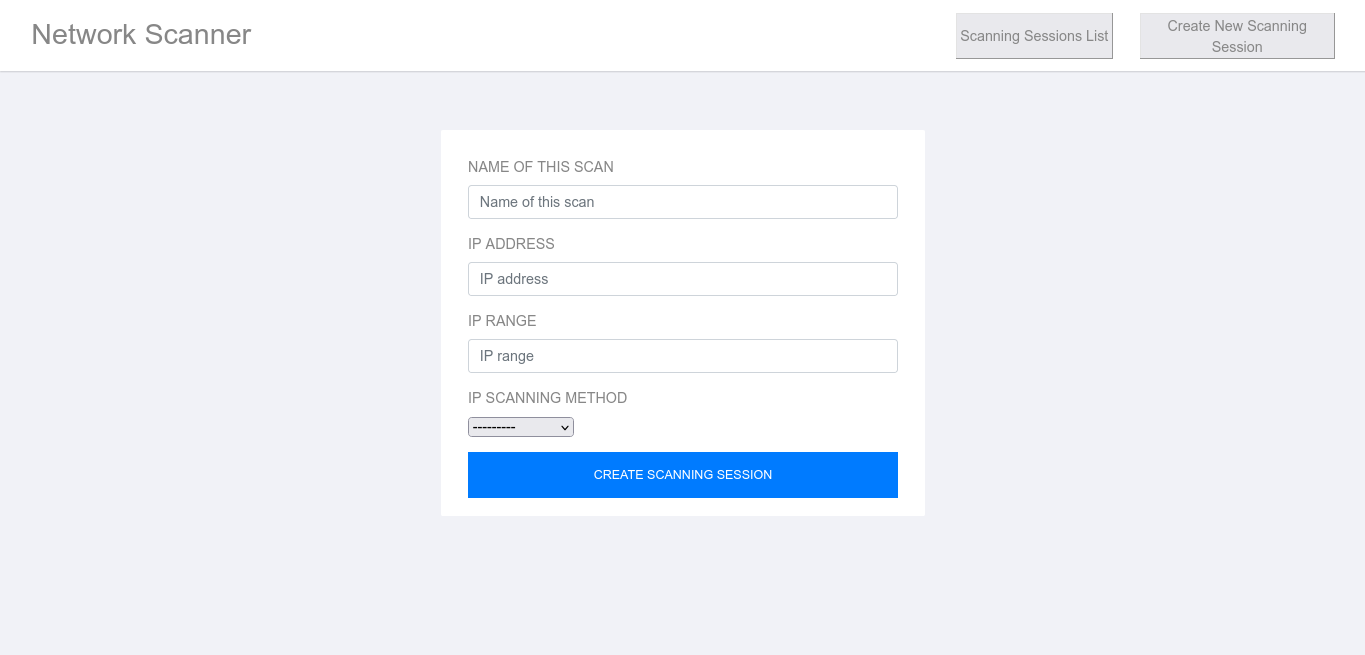 Network Scanner
Scanning Sessions List
Create New Scanning
Session
NAME OF THIS SCAN
Name of this scan
IP ADDRESS
IP address
IP RANGE
IP range
IP SCANNING METHOD
---------
CREATE SCANNING SESSION